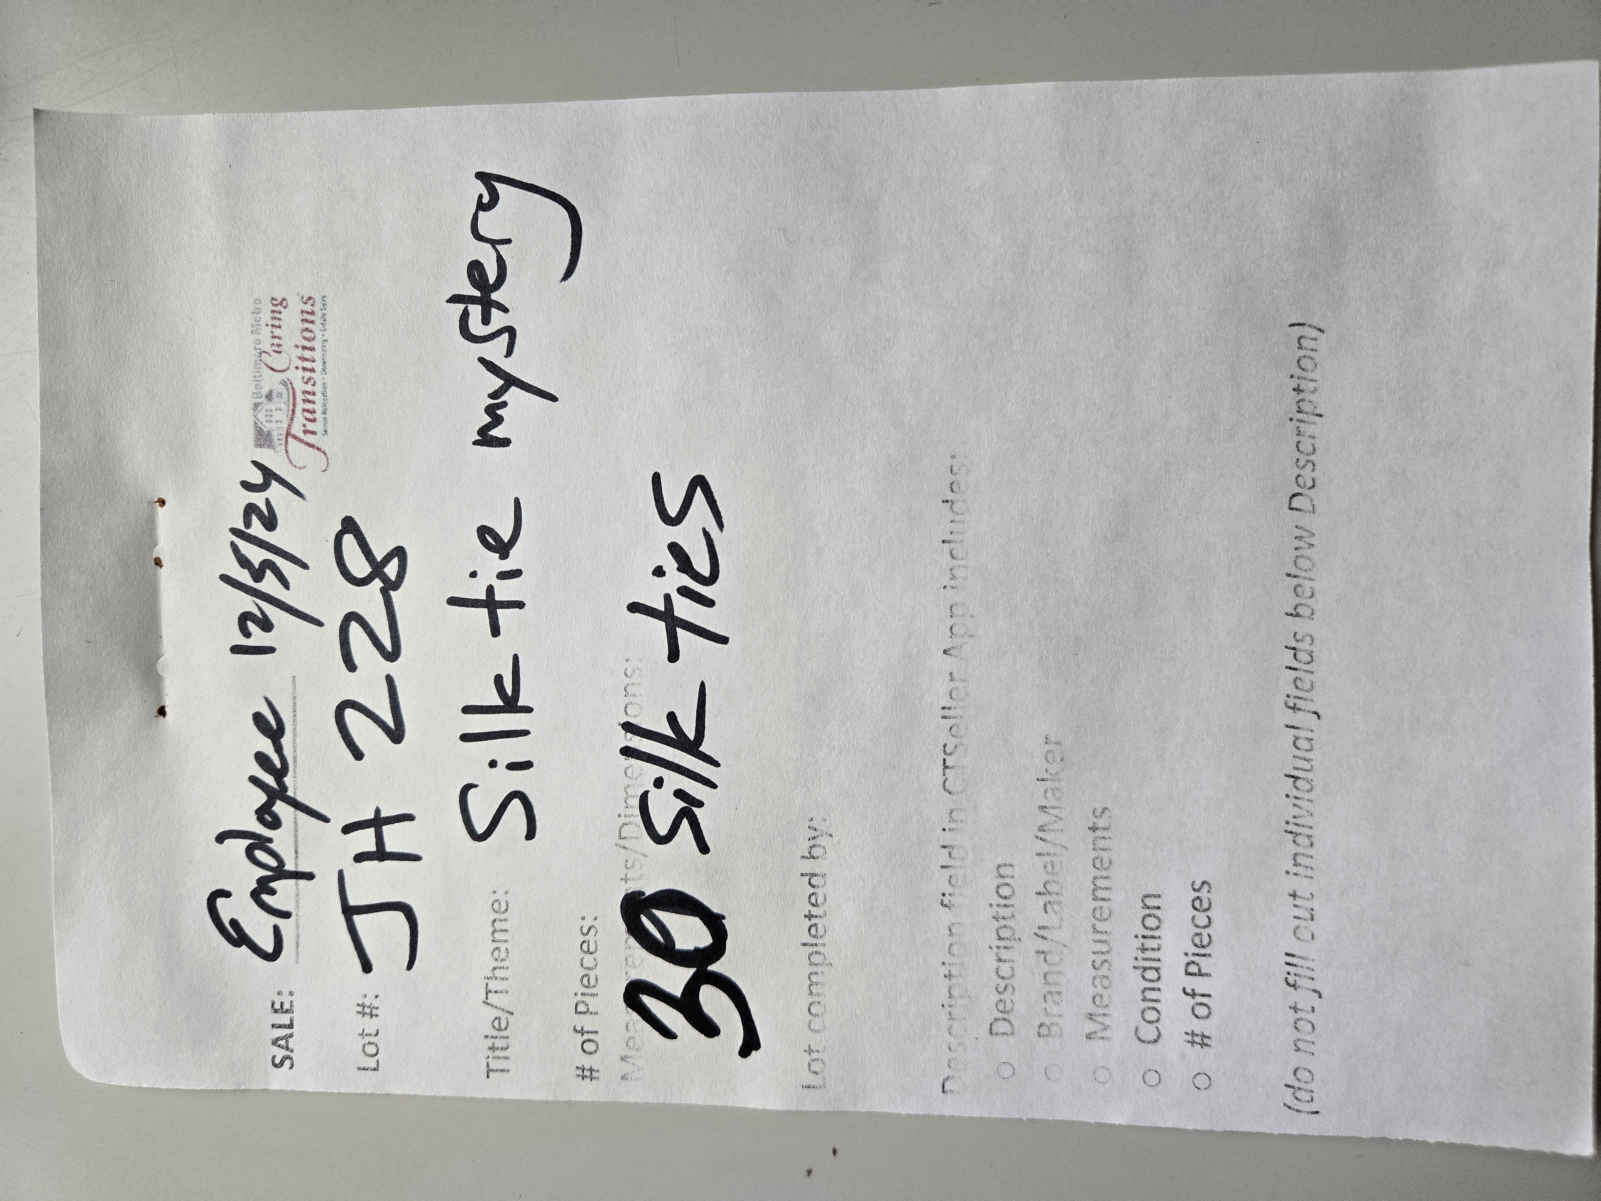 SALE: Employee 12/3/24
Baltimore Metro
Caring
Transitions
Lot #: JH 228
Title/Theme: Silk tie mystery
# of Pieces:
Measurements/Dimensions:
30 silk ties
Lot completed by:
Description field in CTSeller App includes:
○ Description
○ Brand/Label/Maker
○ Measurements
○ Condition
○ # of Pieces
(do not fill out individual fields below Description)